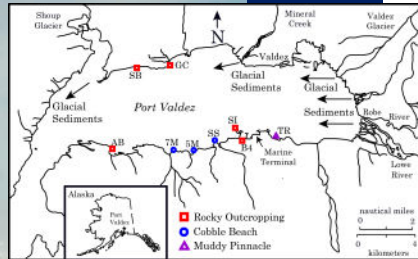 Shoup
Glacier
Mineral
Creek
Valdez
Glacier
N
GC
SB
Valdez
Glacial
Sediments
Glacial
Sediments
Glacial
Sediments
Port Valdez
Robe
River
Lowe
River
SI
TR
AB
7M
5M
SS
B4
Marine
Terminal
Alaska
Port
Valdez
Rocky Outcropping
Cobble Beach
Muddy Pinnacle
nautical miles
0 2
0 4
kilometers